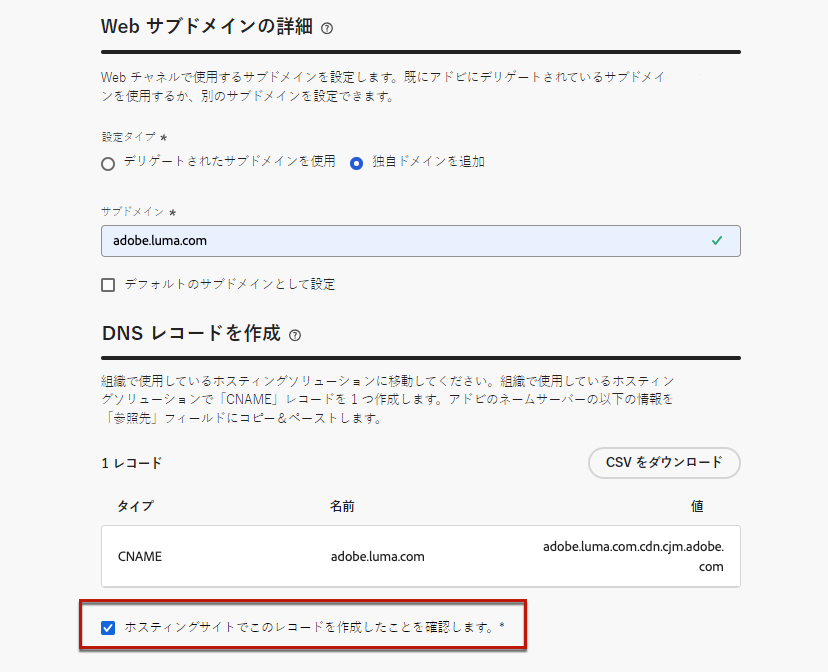 Web サブドメインの詳細 ?
Web チャネルで使用するサブドメインを設定します。既にアドビにデリゲートされているサブドメイ
ンを使用するか、別のサブドメインを設定できます。
設定タイプ *
デリゲートされたサブドメインを使用 独自ドメインを追加
サブドメイン *
adobe.luma.com
デフォルトのサブドメインとして設定
DNS レコードを作成 ?
組織で使用しているホスティングソリューションに移動してください。組織で使用しているホスティン
グソリューションで「CNAME」レコードを 1 つ作成します。アドビのネームサーバーの以下の情報を
「参照先」フィールドにコピー＆ペーストします。
1 レコード CSV をダウンロード
タイプ 名前 値
CNAME adobe.luma.com adobe.luma.com.cdn.cjm.adobe.
com
ホスティングサイトでこのレコードを作成したことを確認します。*